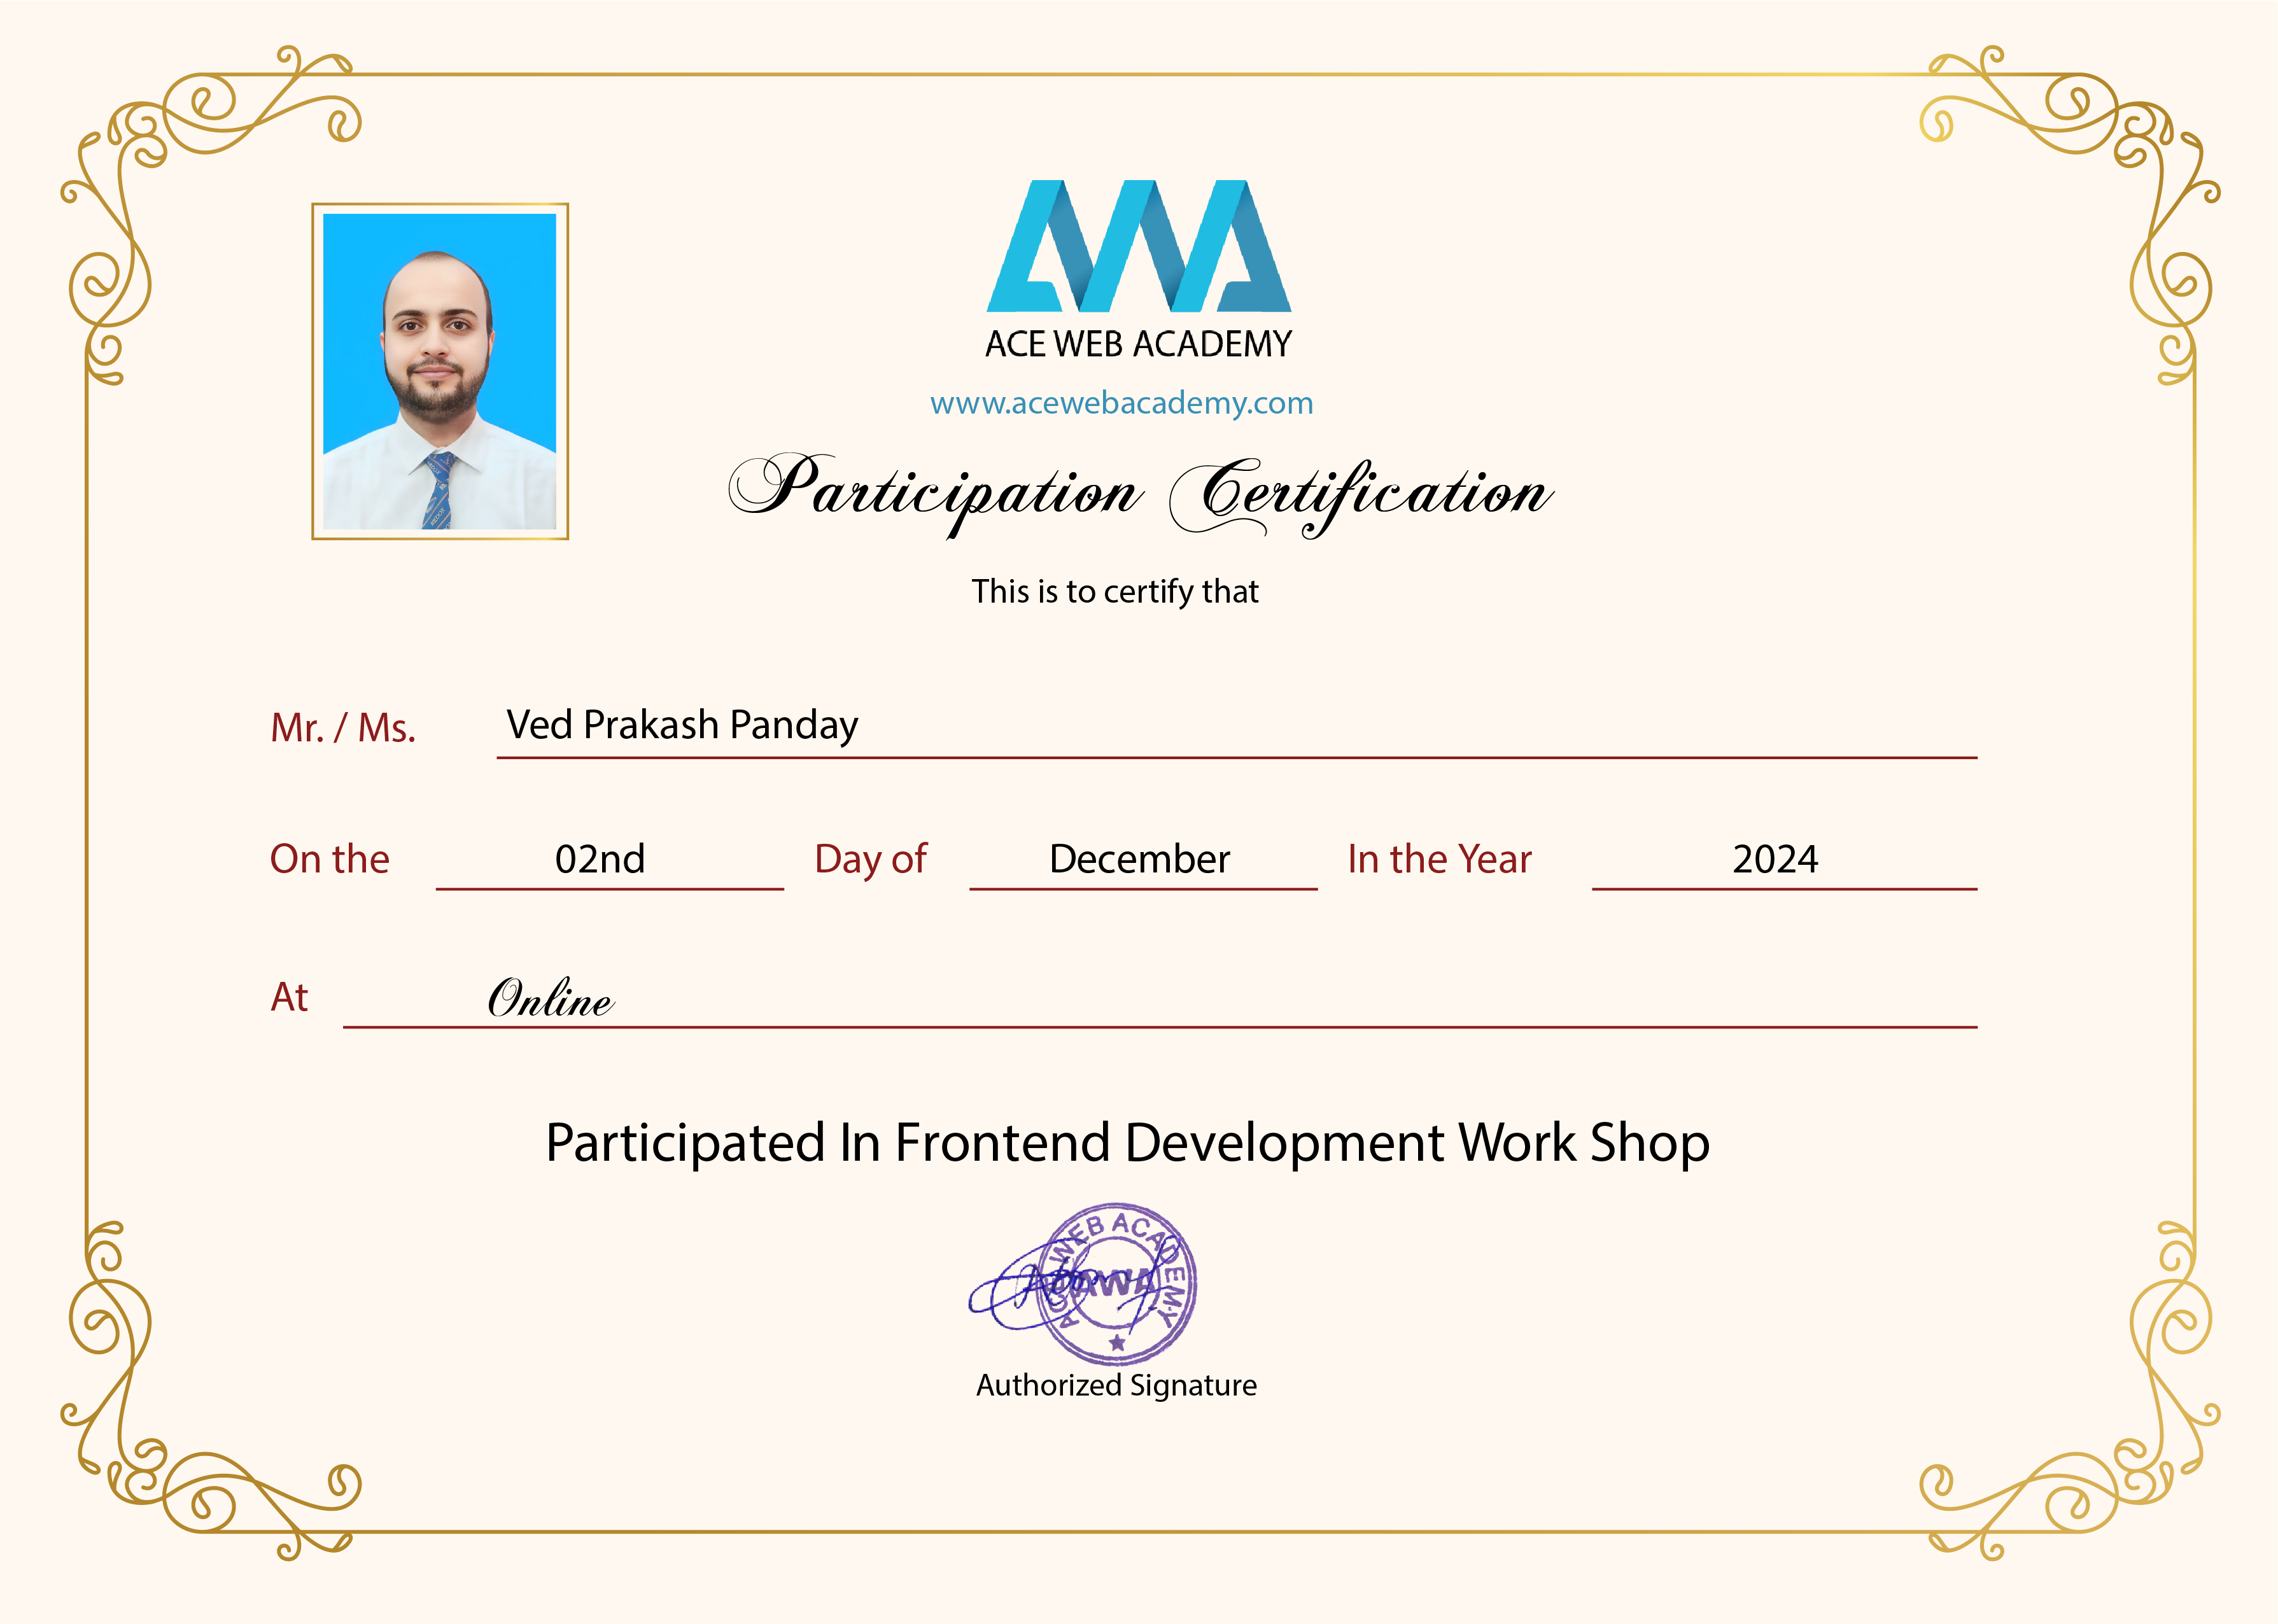 ACE WEB ACADEMY
www.acewebacademy.com
Participation Certification
This is to certify that
Mr. / Ms. Ved Prakash Panday
On the 02nd Day of December In the Year 2024
At Online
Participated In Frontend Development Work Shop
ACE WEB ACADEMY
AWA
Authorized Signature